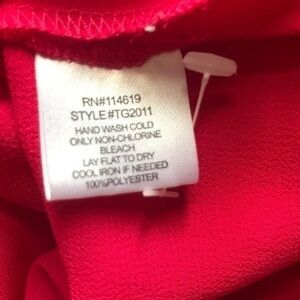 RN#114619
STYLE#TG2011
HAND WASH COLD
ONLY NON-CHLORINE
BLEACH
LAY FLAT TO DRY
COOL IRON IF NEEDED
100%POLYESTER